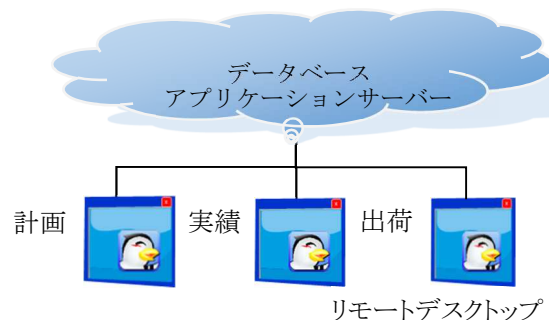 データベース
アプリケーションサーバー
計画
実績
出荷
リモートデスクトップ